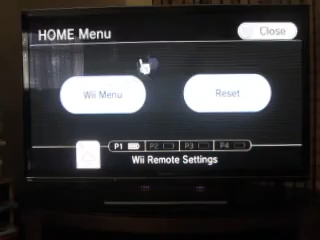 HOME Menu
Close
Wii Menu
Reset
P1 P2 P3 P4
Wii Remote Settings